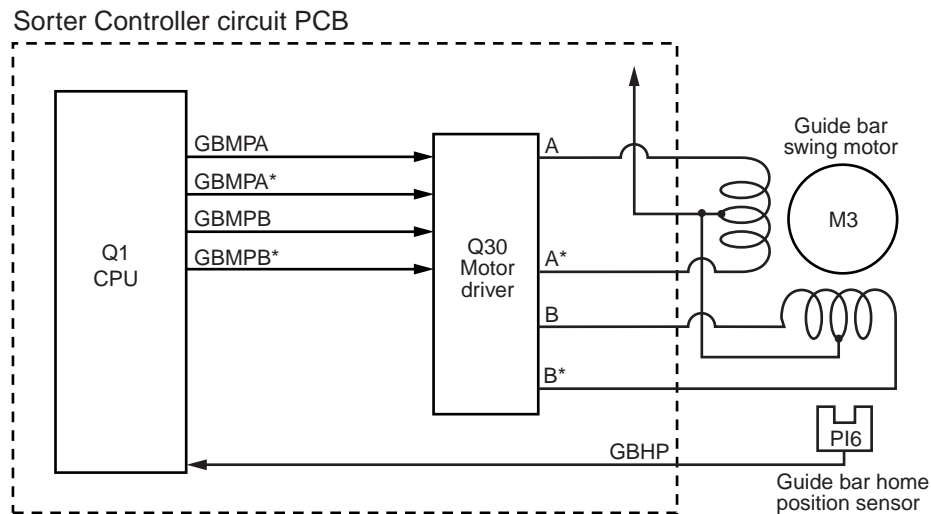 Sorter Controller circuit PCB
GBMPA
GBMPA*
GBMPB
GBMPB*
Q1
CPU
Q30
Motor
driver
A
A*
B
B*
Guide bar
swing motor
M3
GBHP
PI6
Guide bar home
position sensor